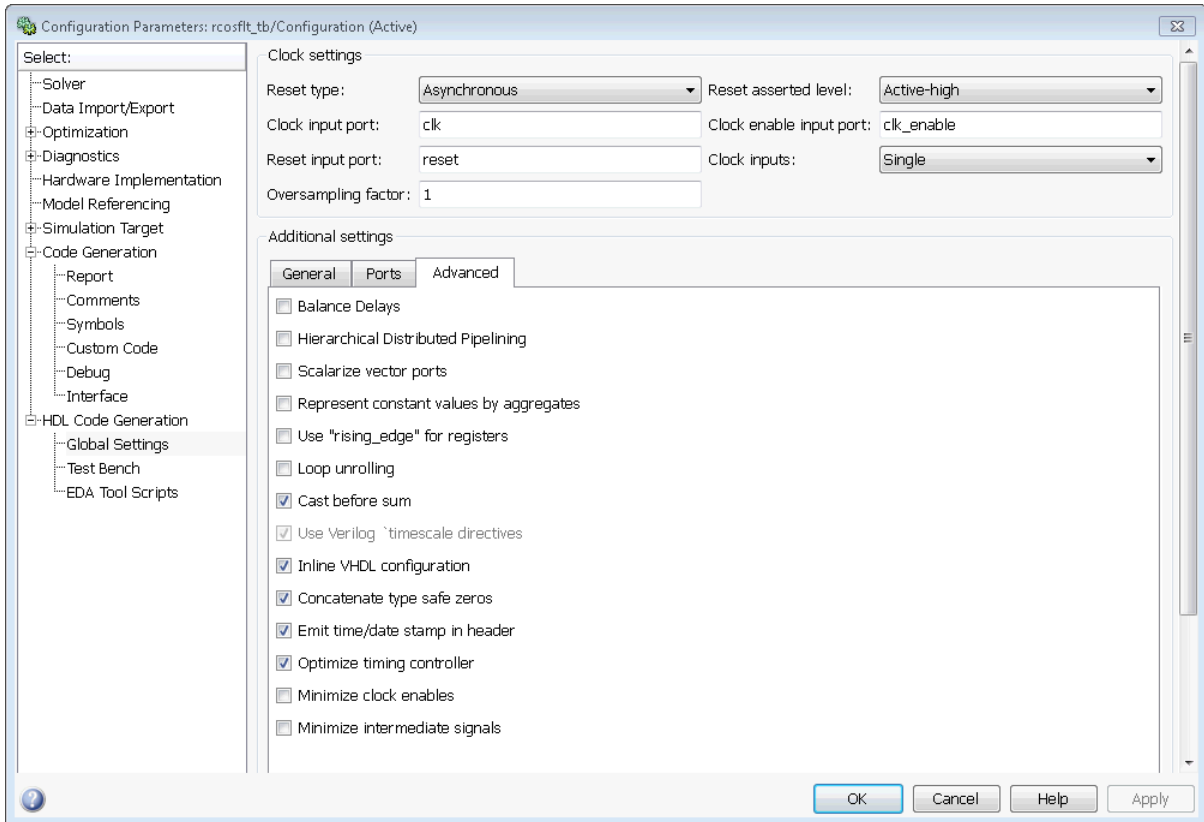 Configuration Parameters: rcosflt_tb/Configuration (Active)
Select:
Solver
Data Import/Export
Optimization
Diagnostics
Hardware Implementation
Model Referencing
Simulation Target
Code Generation
Report
Comments
Symbols
Custom Code
Debug
Interface
HDL Code Generation
Global Settings
Test Bench
EDA Tool Scripts
Clock settings
Reset type: Asynchronous Reset asserted level: Active-high
Clock input port: clk Clock enable input port: clk_enable
Reset input port: reset Clock inputs: Single
Oversampling factor: 1
Additional settings
General Ports Advanced
Balance Delays
Hierarchical Distributed Pipelining
Scalarize vector ports
Represent constant values by aggregates
Use "rising_edge" for registers
Loop unrolling
Cast before sum
Use Verilog `timescale directives
Inline VHDL configuration
Concatenate type safe zeros
Emit time/date stamp in header
Optimize timing controller
Minimize clock enables
Minimize intermediate signals
OK Cancel Help Apply